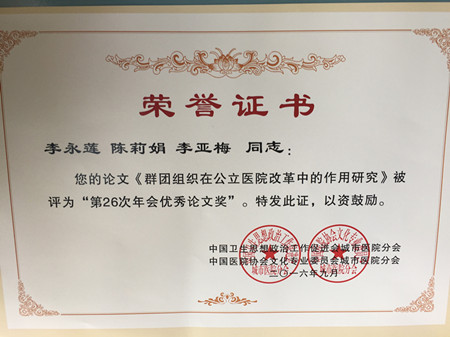 荣誉证书
李永莲 陈莉娟 李亚梅 同志：
您的论文《群团组织在公立医院改革中的作用研究》被
评为“第26次年会优秀论文奖”。特发此证，以资鼓励。
中国卫生思想政治工作促进会城市医院分会
中国医院协会文化专业委员会城市医院分会
二〇一六年九月